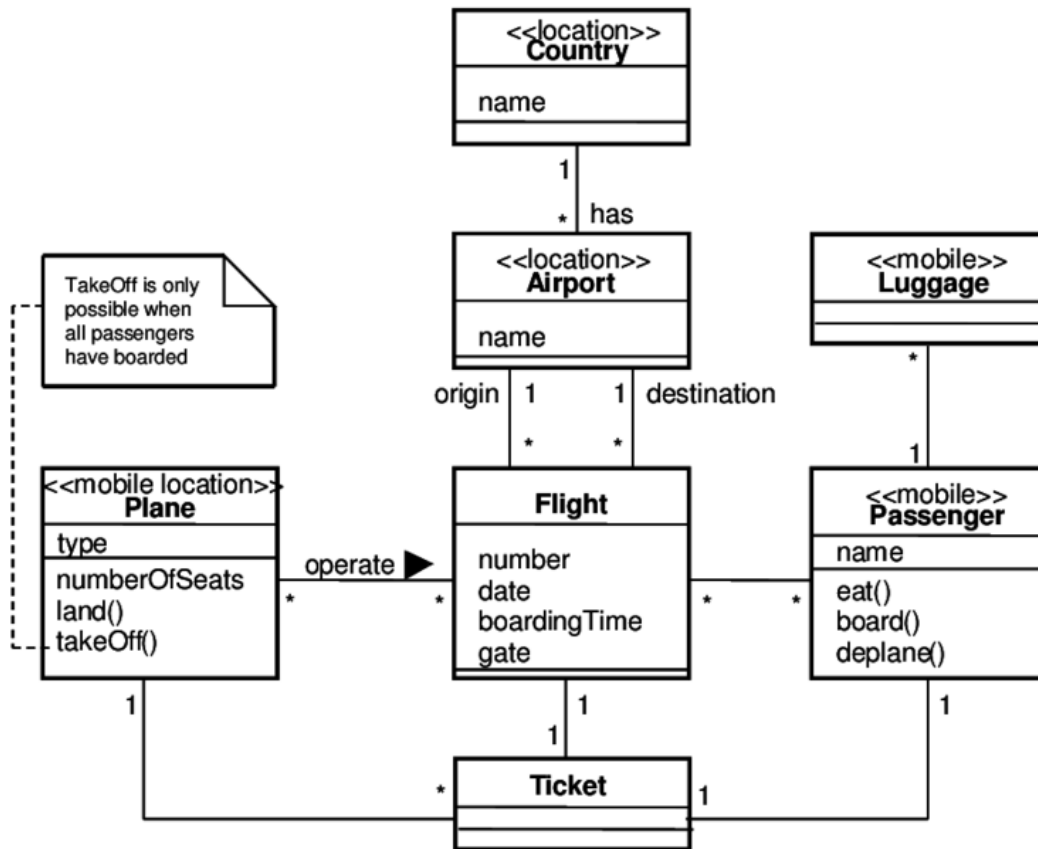 <<location>>
Country
name
1
* has
<<location>>
Airport
name
<<mobile>>
Luggage
TakeOff is only
possible when
all passengers
have boarded
origin 1 1 destination
* *
*
1
<<mobile location>>
Plane
type
numberOfSeats
land()
takeOff()
operate ▶
* *
Flight
number
date
boardingTime
gate
* *
<<mobile>>
Passenger
name
eat()
board()
deplane()
1
1
1
1
* 
Ticket
1